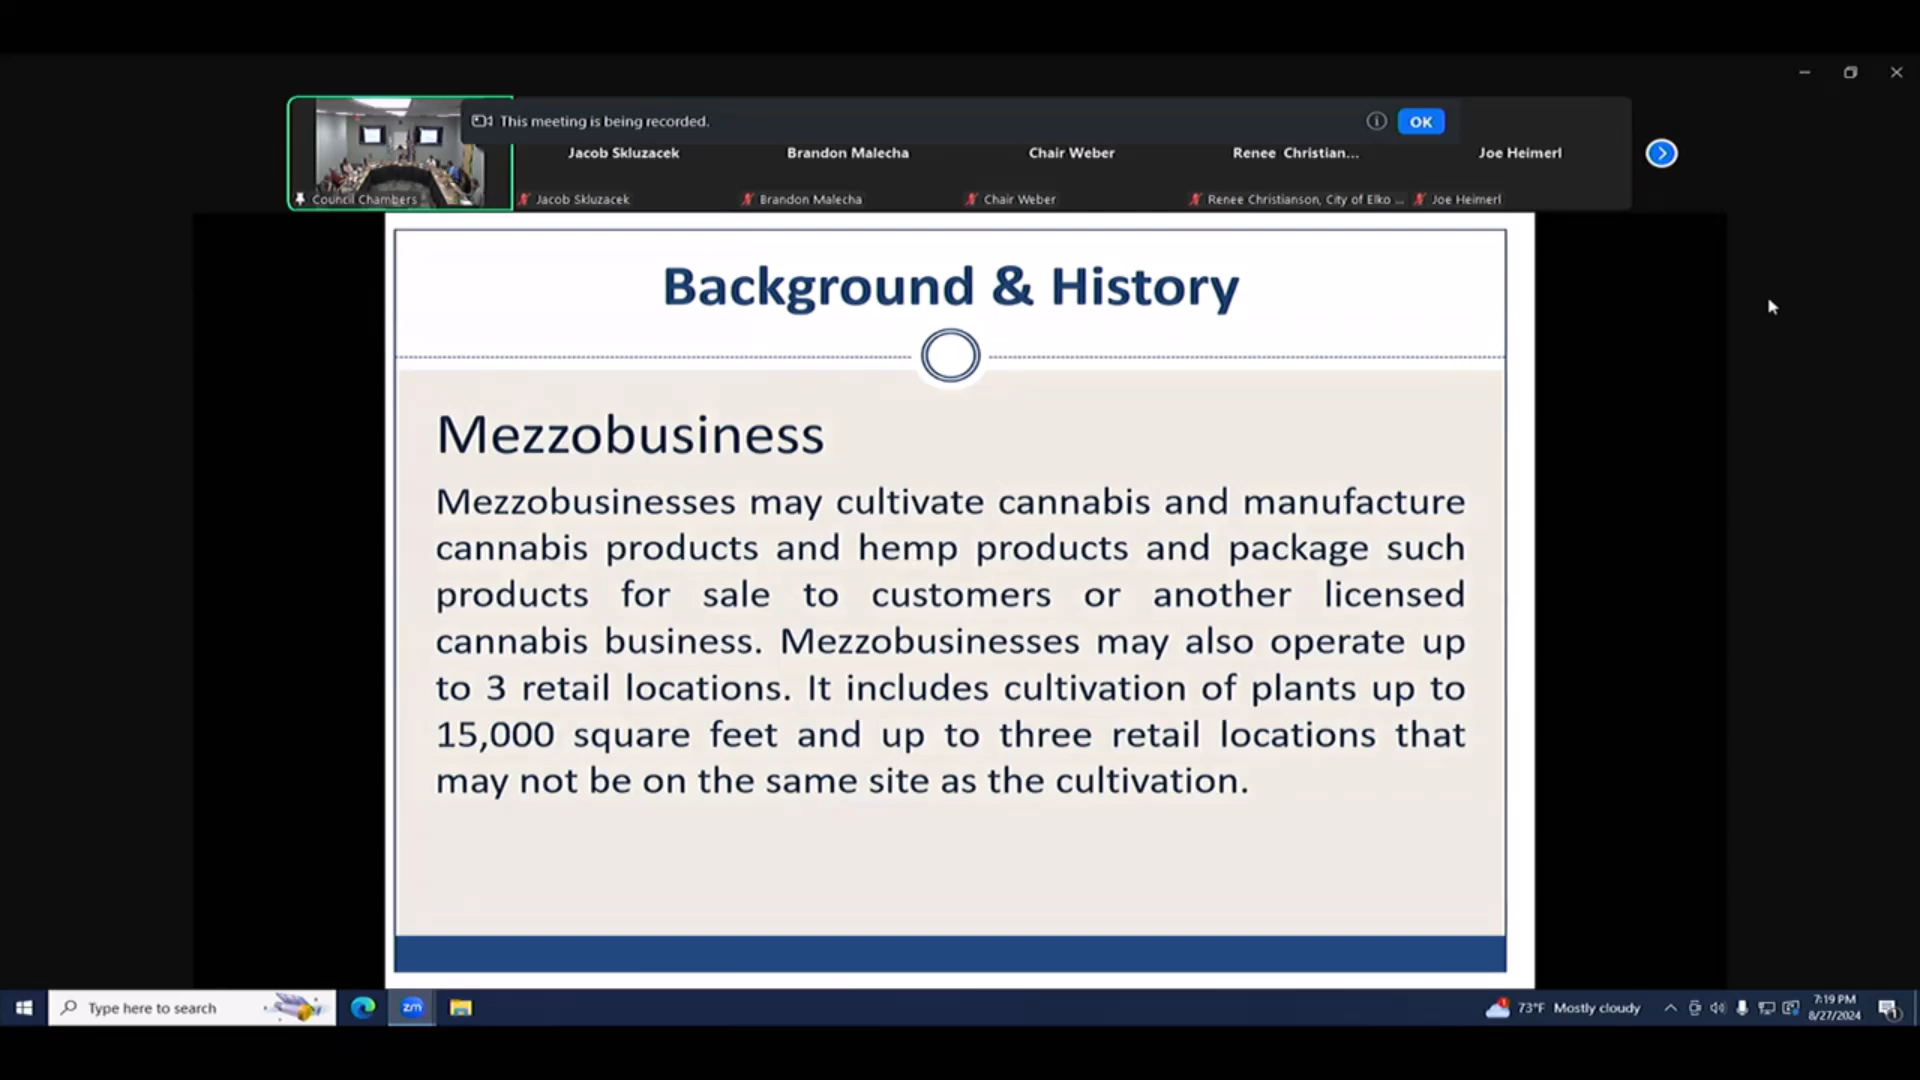 This meeting is being recorded.
OK
Jacob Skluzacek
Brandon Malecha
Chair Weber
Renee Christian...
Joe Heimerl
Council Chambers
Jacob Skluzacek
Brandon Malecha
Chair Weber
Renee Christianson, City of Elko ...
Joe Heimerl
Background & History
Mezzobusiness
Mezzobusinesses may cultivate cannabis and manufacture
cannabis products and hemp products and package such
products for sale to customers or another licensed
cannabis business. Mezzobusinesses may also operate up
to 3 retail locations. It includes cultivation of plants up to
15,000 square feet and up to three retail locations that
may not be on the same site as the cultivation.
Type here to search
zm
73°F Mostly cloudy
7:19 PM
8/27/2024
1